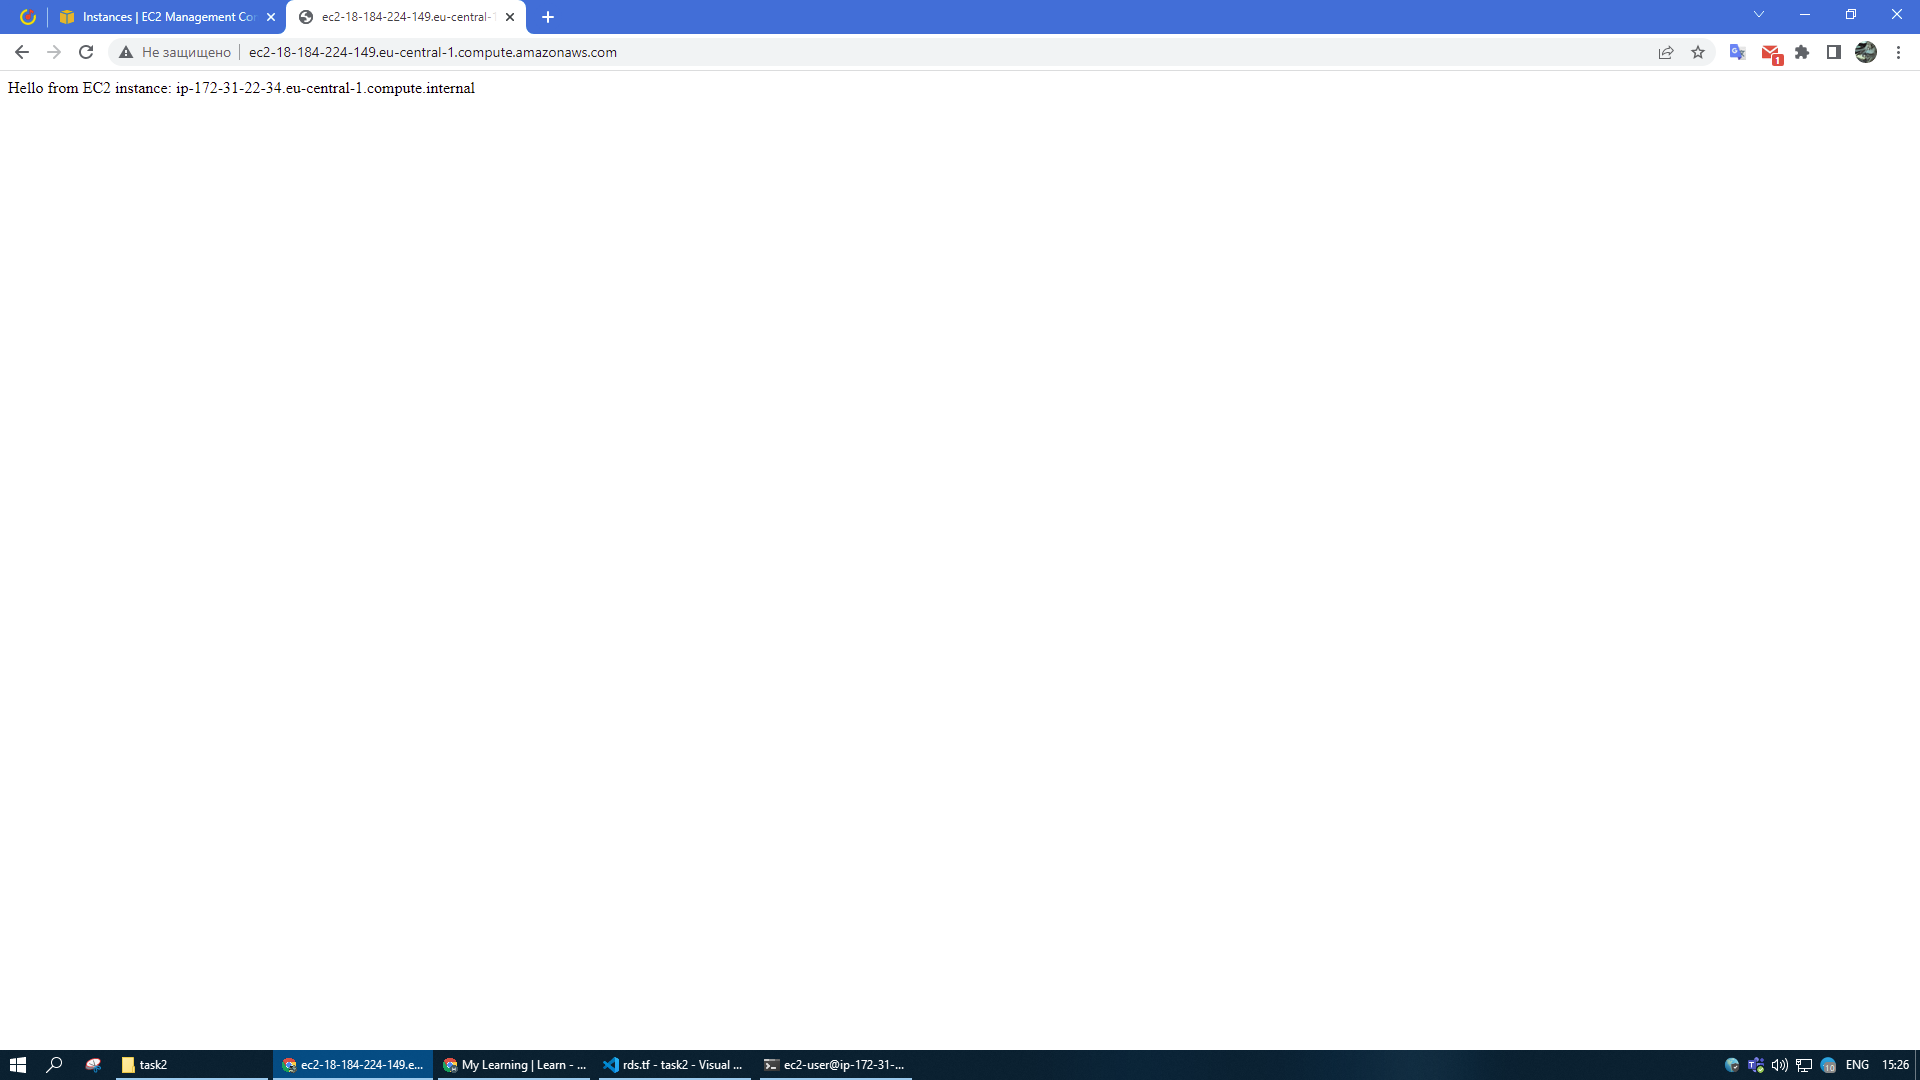 Instances | EC2 Management Con
ec2-18-184-224-149.eu-central-1
Не защищено
ec2-18-184-224-149.eu-central-1.compute.amazonaws.com
1
Hello from EC2 instance: ip-172-31-22-34.eu-central-1.compute.internal
task2
ec2-18-184-224-149.e...
My Learning | Learn - ...
rds.tf - task2 - Visual ...
ec2-user@ip-172-31-...
10
ENG
15:26